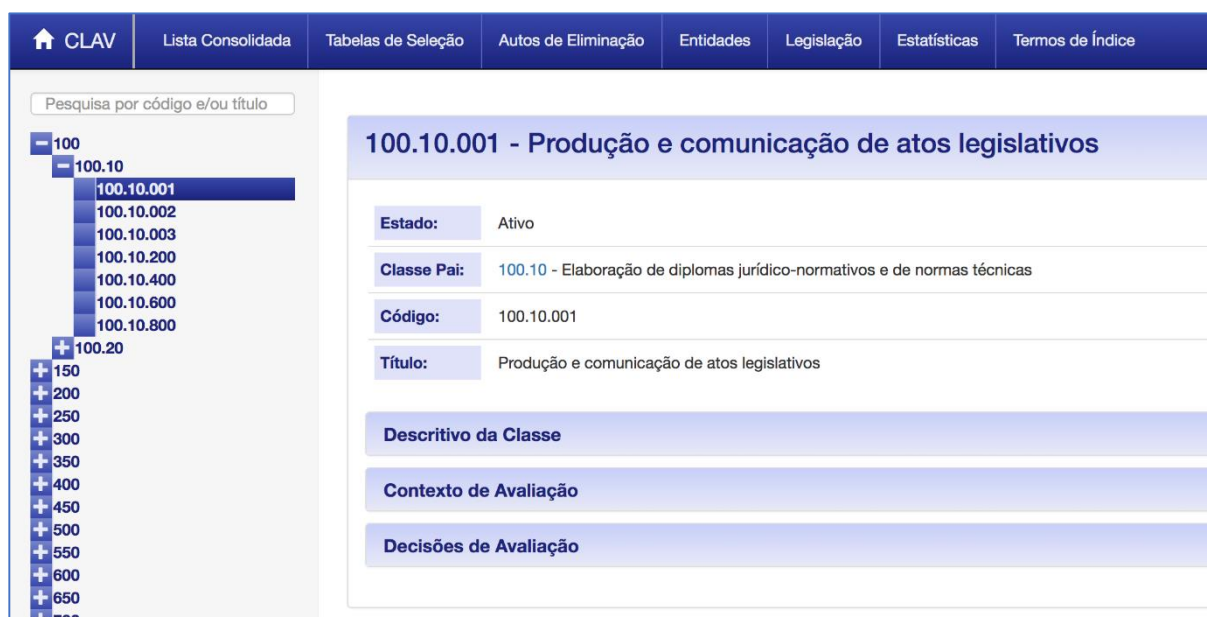 CLAV Lista Consolidada Tabelas de Seleção Autos de Eliminação Entidades Legislação Estatísticas Termos de Índice
Pesquisa por código e/ou título
100
100.10
100.10.001
100.10.002
100.10.003
100.10.200
100.10.400
100.10.600
100.10.800
100.20
150
200
250
300
350
400
450
500
550
600
650
100.10.001 - Produção e comunicação de atos legislativos
Estado: Ativo
Classe Pai: 100.10 - Elaboração de diplomas jurídico-normativos e de normas técnicas
Código: 100.10.001
Título: Produção e comunicação de atos legislativos
Descritivo da Classe
Contexto de Avaliação
Decisões de Avaliação